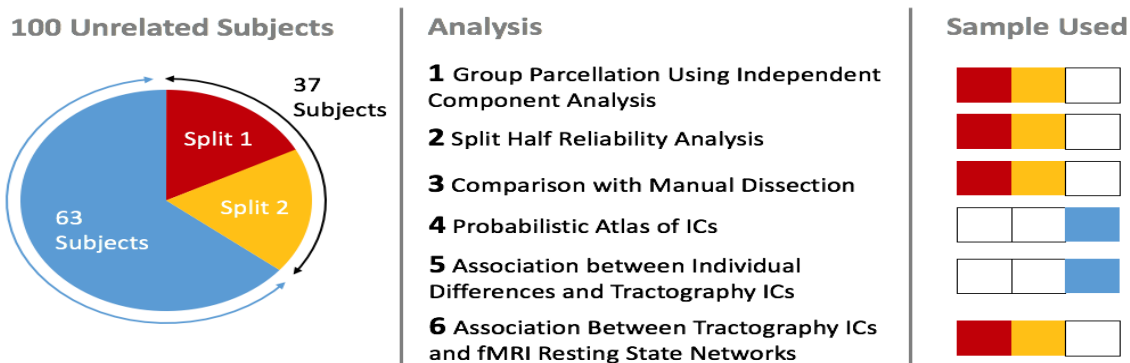 100 Unrelated Subjects
37
Subjects
Split 1
Split 2
63
Subjects
Analysis
1 Group Parcellation Using Independent
Component Analysis
2 Split Half Reliability Analysis
3 Comparison with Manual Dissection
4 Probabilistic Atlas of ICs
5 Association between Individual
Differences and Tractography ICs
6 Association Between Tractography ICs
and fMRI Resting State Networks
Sample Used